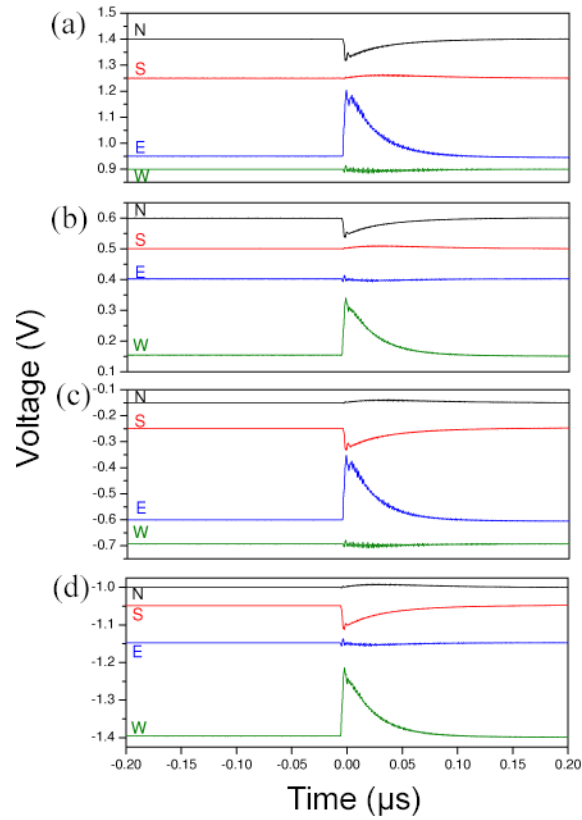 (a)
N
S
E
W
1.5
1.4
1.3
1.2
1.1
1.0
0.9
(b)
N
S
E
W
0.6
0.5
0.4
0.3
0.2
0.1
(c)
N
S
E
W
-0.1
-0.2
-0.3
-0.4
-0.5
-0.6
-0.7
(d)
N
S
E
W
-1.0
-1.1
-1.2
-1.3
-1.4
Voltage (V)
-0.20 -0.15 -0.10 -0.05 0.00 0.05 0.10 0.15 0.20
Time (µs)